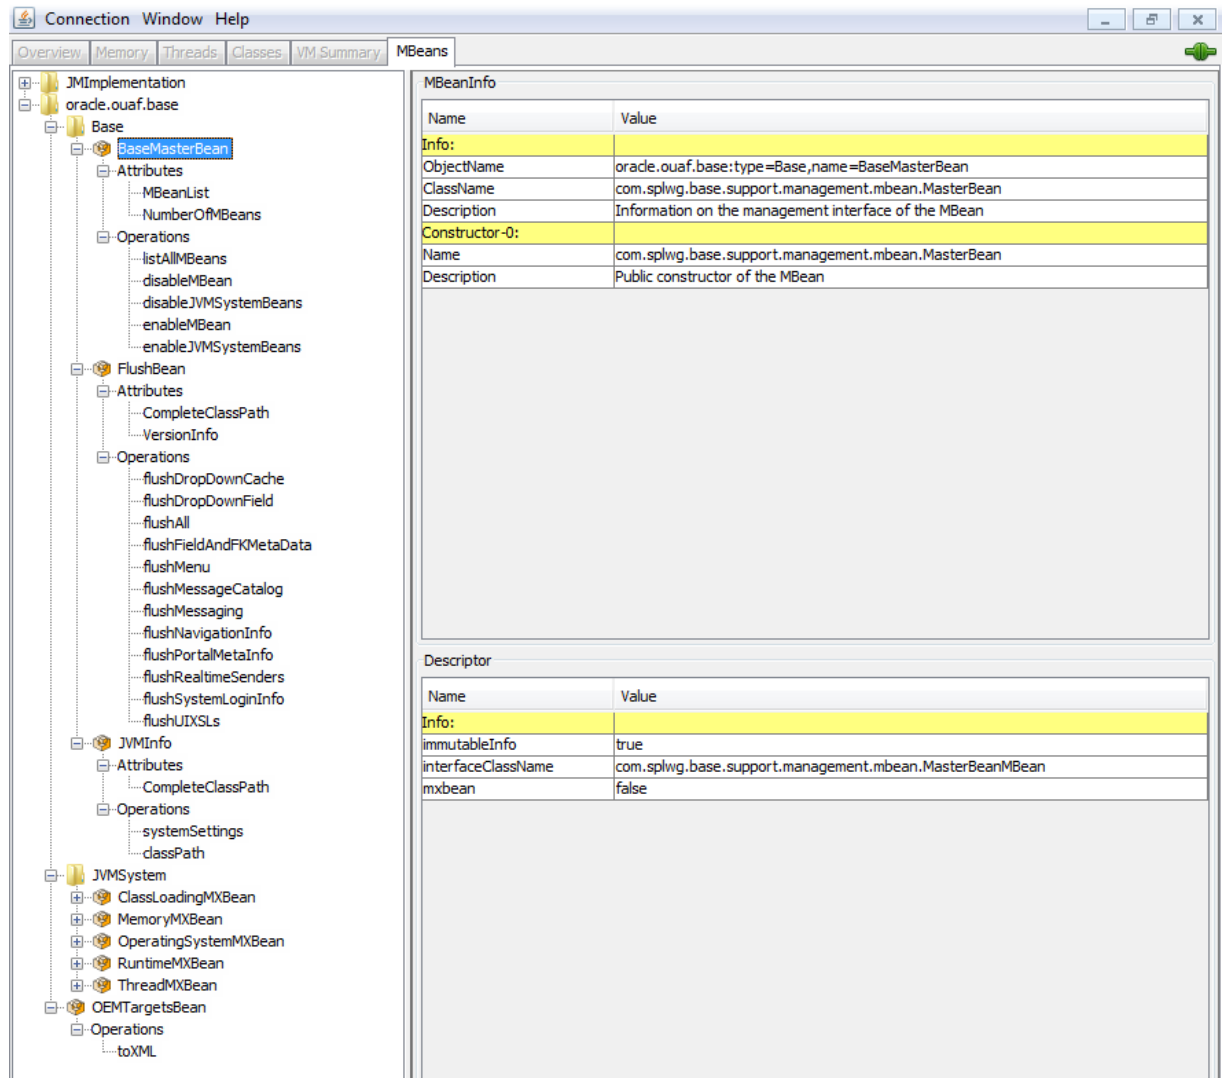 Connection Window Help
Overview Memory Threads Classes VM Summary MBeans
JMImplementation
oracle.ouaf.base
Base
BaseMasterBean
Attributes
MBeanList
NumberOfMBeans
Operations
listAllMBeans
disableMBean
disableJVMSystemBeans
enableMBean
enableJVMSystemBeans
FlushBean
Attributes
CompleteClassPath
VersionInfo
Operations
flushDropDownCache
flushDropDownField
flushAll
flushFieldAndFKMetaData
flushMenu
flushMessageCatalog
flushMessaging
flushNavigationInfo
flushPortalMetaInfo
flushRealtimeSenders
flushSystemLoginInfo
flushUIXSLs
JVMInfo
Attributes
CompleteClassPath
Operations
systemSettings
classPath
JVMSystem
ClassLoadingMXBean
MemoryMXBean
OperatingSystemMXBean
RuntimeMXBean
ThreadMXBean
OEMTargetsBean
Operations
toXML
MBeanInfo
Name Value
Info:
ObjectName oracle.ouaf.base:type=Base,name=BaseMasterBean
ClassName com.splwg.base.support.management.mbean.MasterBean
Description Information on the management interface of the MBean
Constructor-0:
Name com.splwg.base.support.management.mbean.MasterBean
Description Public constructor of the MBean
Descriptor
Name Value
Info:
immutableInfo true
interfaceClassName com.splwg.base.support.management.mbean.MasterBeanMBean
mxbean false